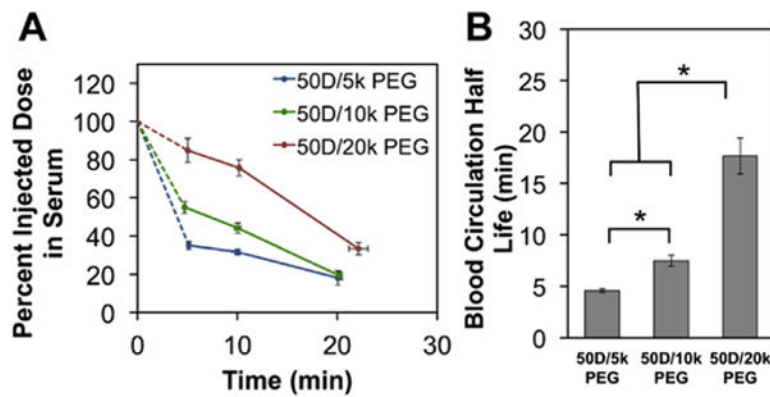 A
Percent Injected Dose
in Serum
120
100
80
60
40
20
0
0
10
20
30
Time (min)
50D/5k PEG
50D/10k PEG
50D/20k PEG
B
Blood Circulation Half
Life (min)
30
25
20
15
10
5
0
*
*
50D/5k
PEG
50D/10k
PEG
50D/20k
PEG